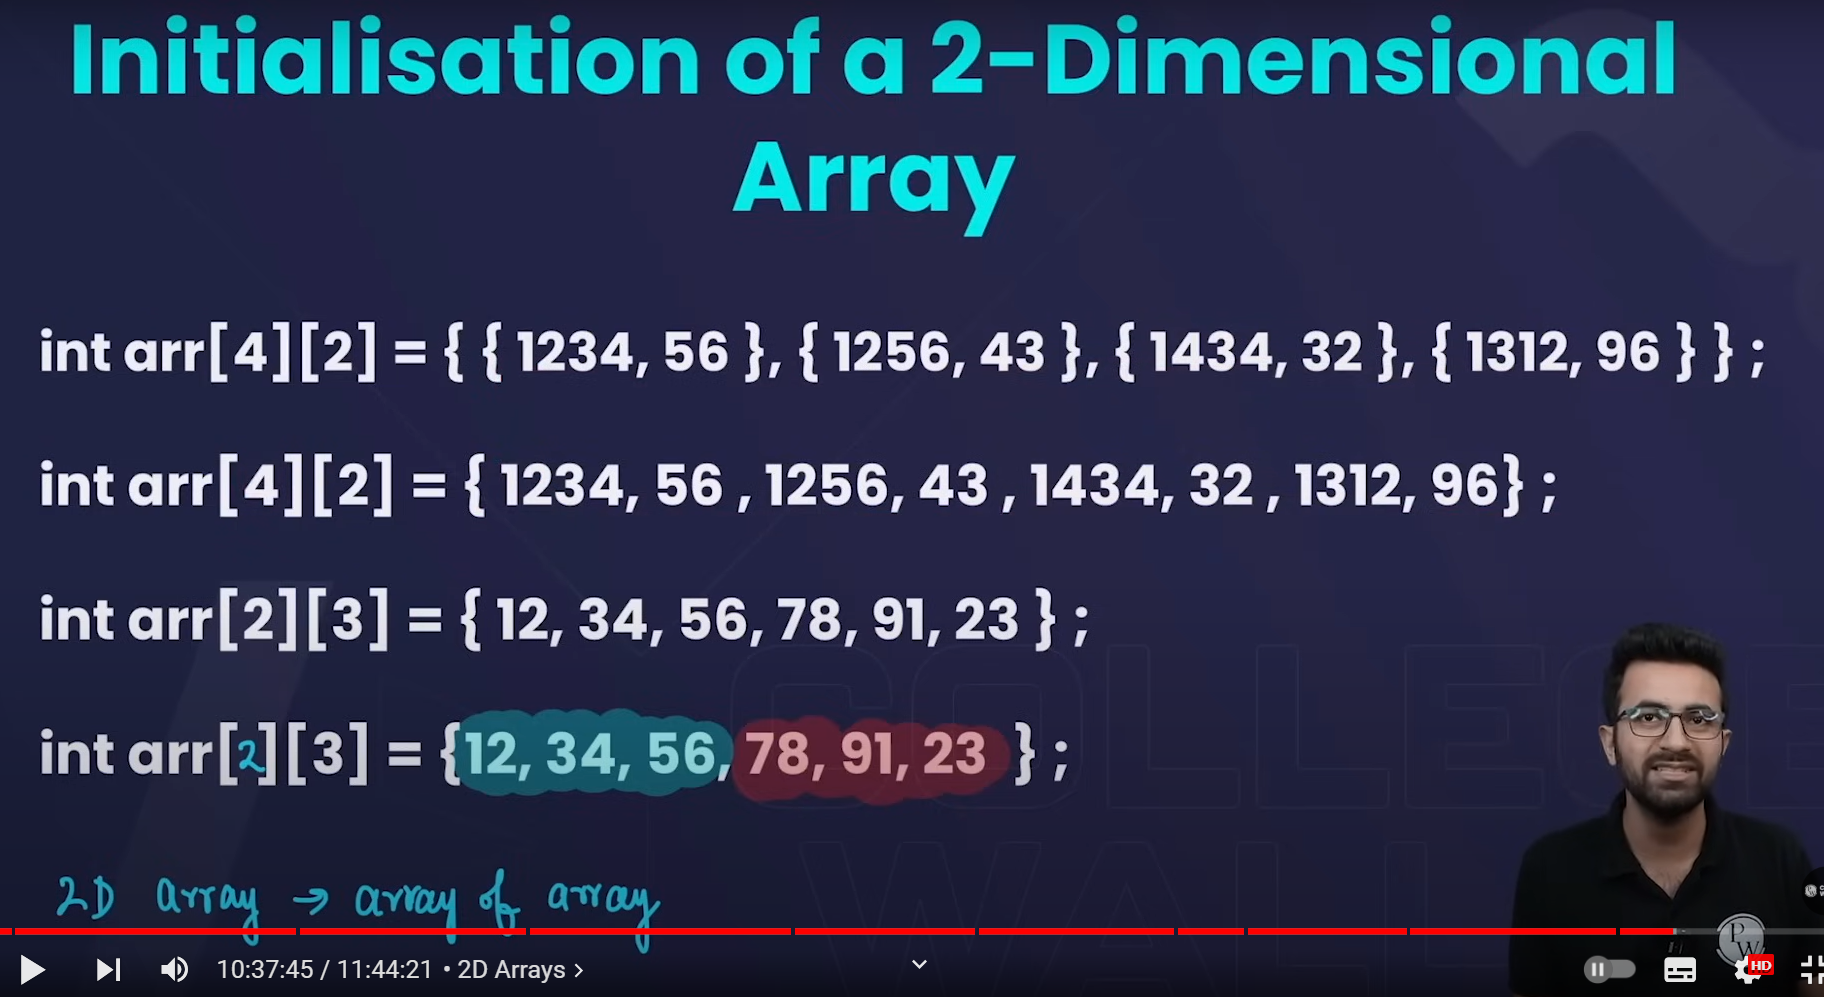 Initialisation of a 2-Dimensional
Array
int arr[4][2] = { { 1234, 56 }, { 1256, 43 }, { 1434, 32 }, { 1312, 96 } } ;
int arr[4][2] = { 1234, 56 , 1256, 43 , 1434, 32 , 1312, 96} ;
int arr[2][3] = { 12, 34, 56, 78, 91, 23 } ;
int arr[2][3] = {12, 34, 56, 78, 91, 23 } ;
COLLEGE
WALL
2D array → array of array
PW
10:37:45 / 11:44:21 • 2D Arrays >
HD